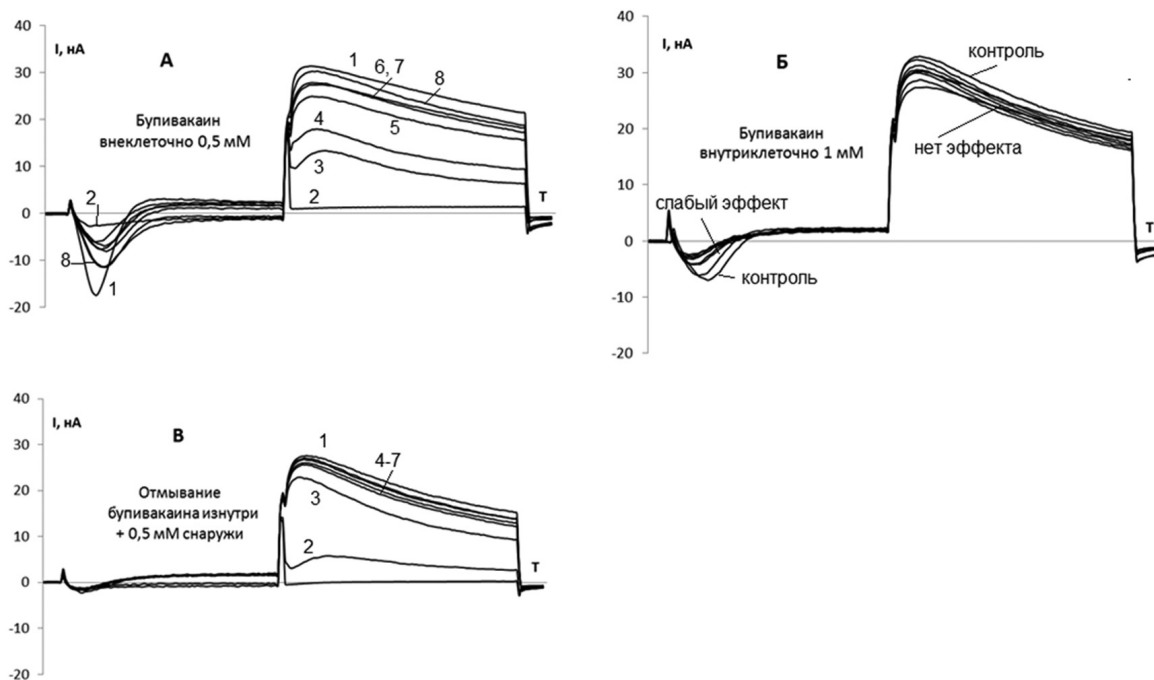 40
I, нА
А
30
1
6, 7
8
20
Бупивакаин
внеклеточно 0,5 мМ
5
4
10
3
2
Т
2
0
8
-10
1
-20
40
I, нА
Б
контроль
30
20
Бупивакаин
внутриклеточно 1 мМ
нет эффекта
10
слабый эффект
Т
0
контроль
-10
-20
40
I, нА
В
30
1
4-7
20
Отмывание
бупивакаина изнутри
+ 0,5 мМ снаружи
3
10
2
Т
0
-10
-20